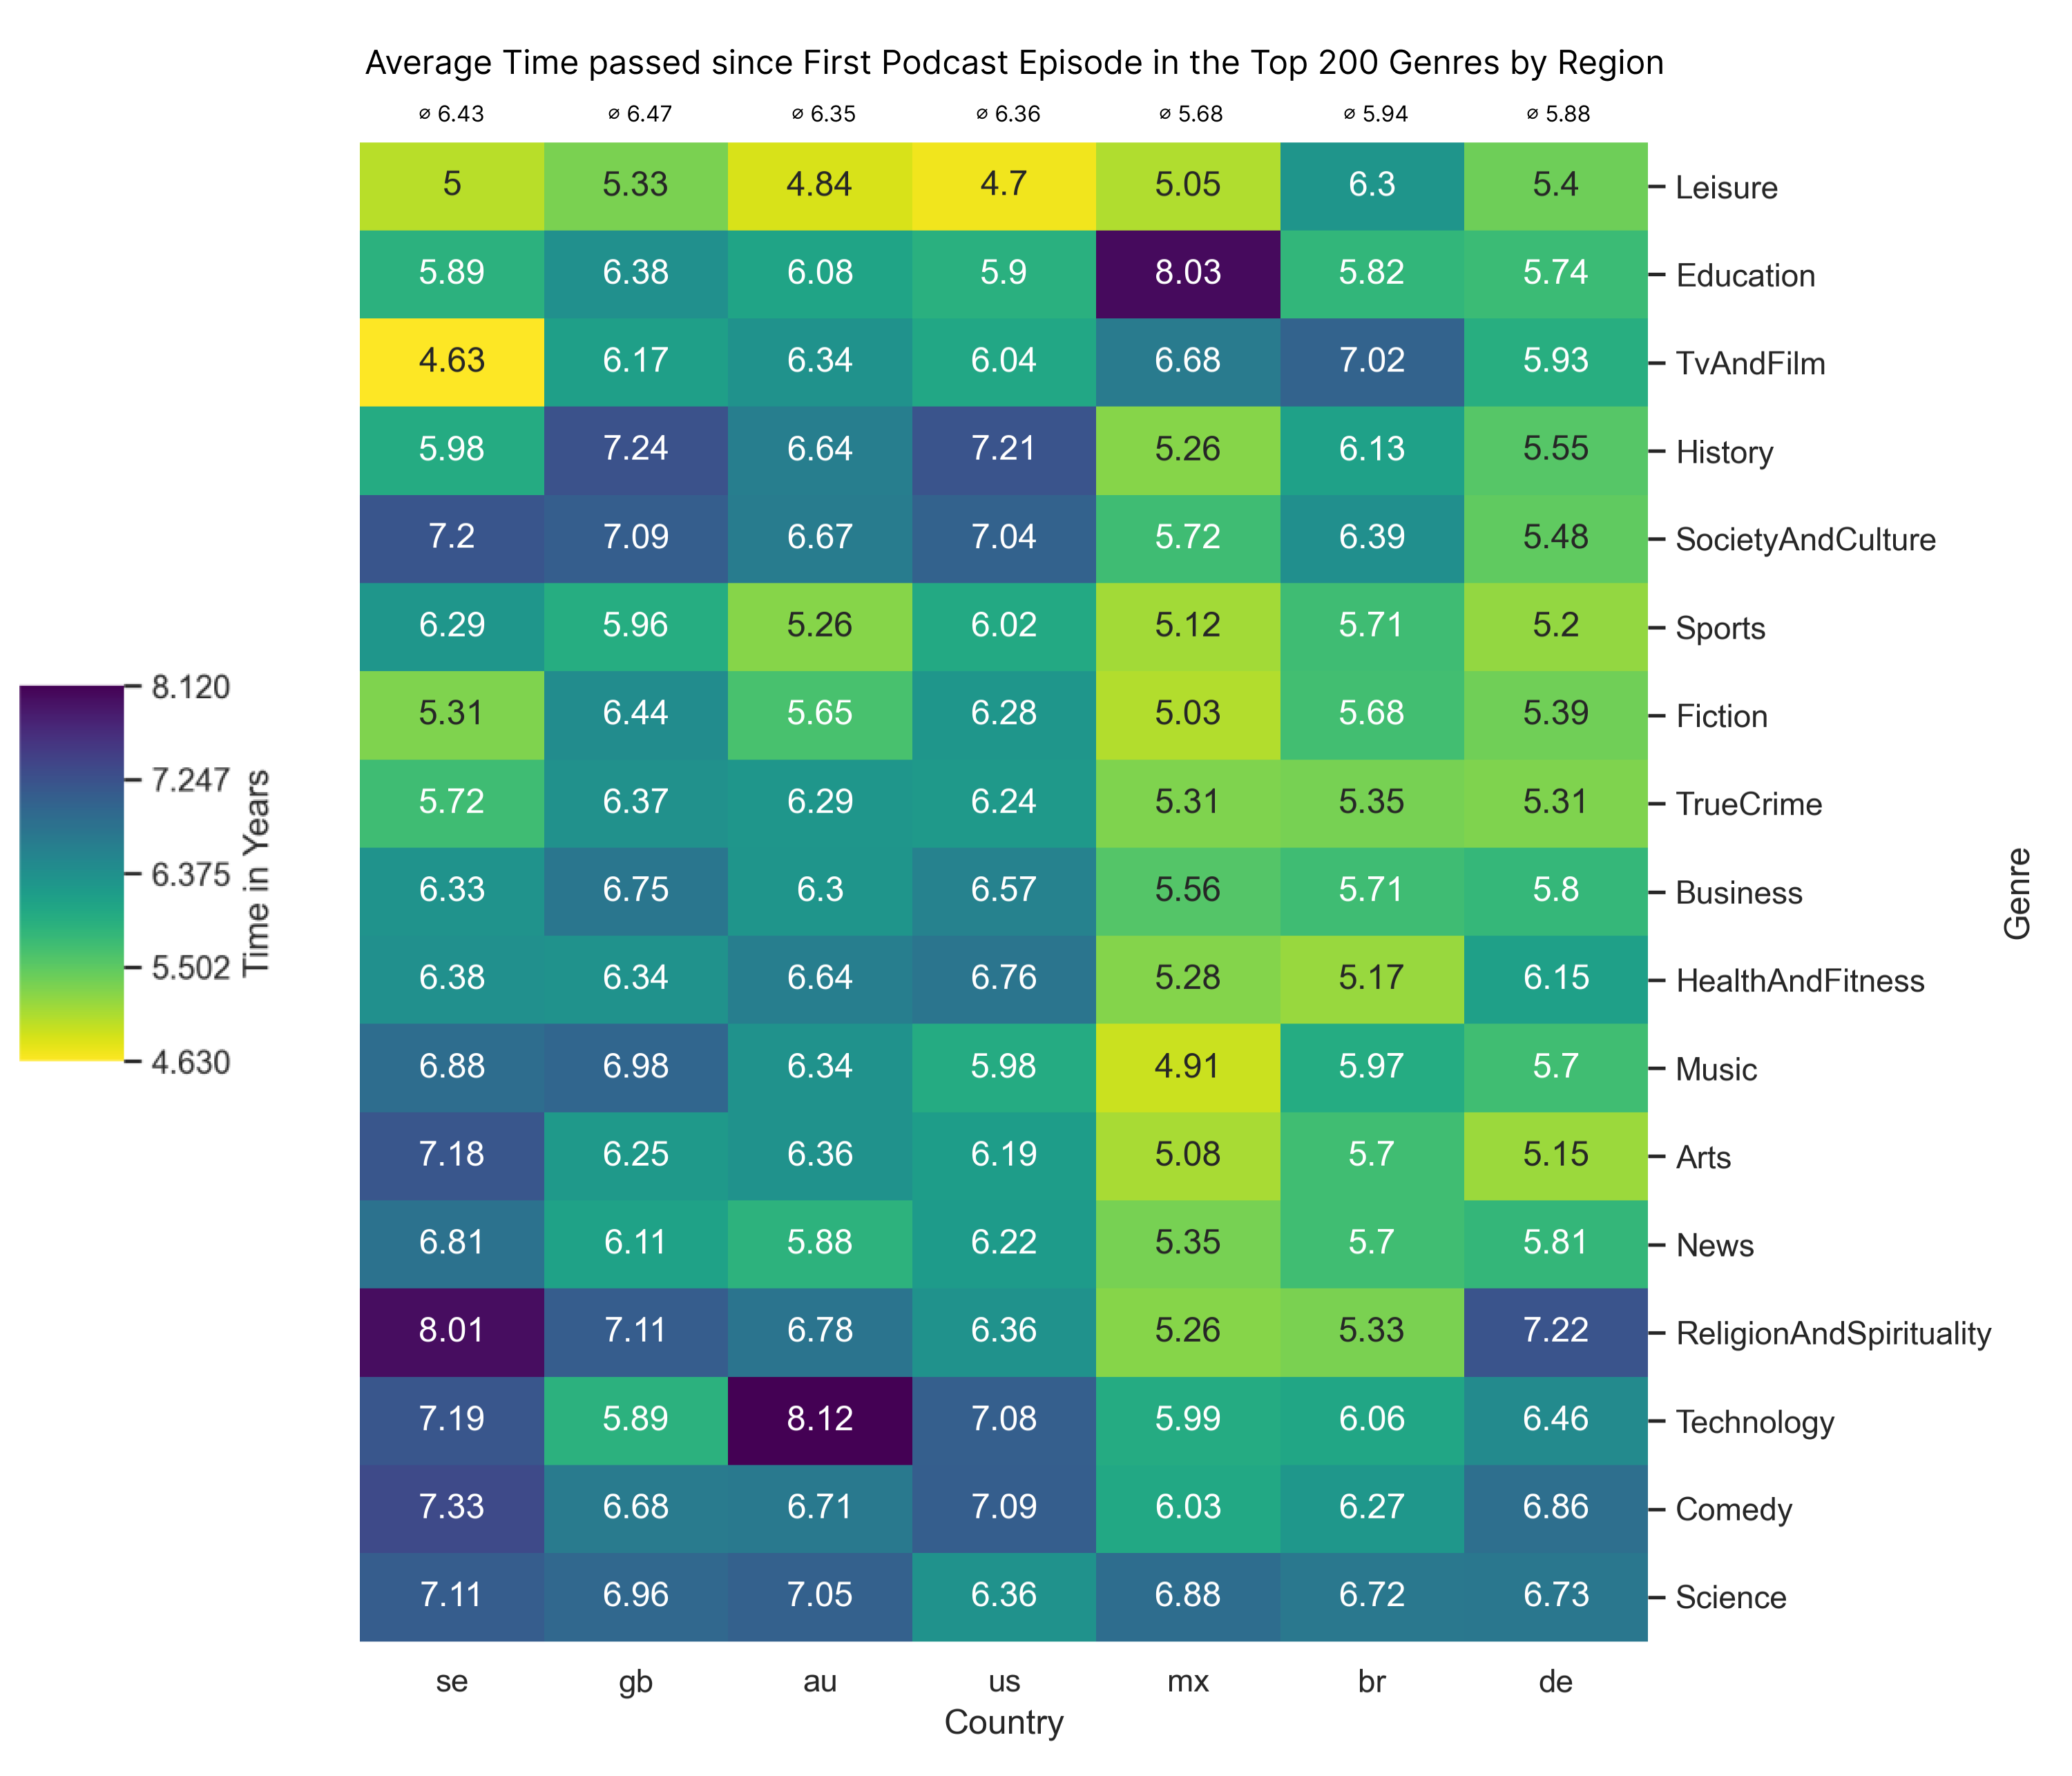 Average Time passed since First Podcast Episode in the Top 200 Genres by Region
⌀ 6.43 ⌀ 6.47 ⌀ 6.35 ⌀ 6.36 ⌀ 5.68 ⌀ 5.94 ⌀ 5.88
5 5.33 4.84 4.7 5.05 6.3 5.4 Leisure
5.89 6.38 6.08 5.9 8.03 5.82 5.74 Education
4.63 6.17 6.34 6.04 6.68 7.02 5.93 TvAndFilm
5.98 7.24 6.64 7.21 5.26 6.13 5.55 History
7.2 7.09 6.67 7.04 5.72 6.39 5.48 SocietyAndCulture
6.29 5.96 5.26 6.02 5.12 5.71 5.2 Sports
5.31 6.44 5.65 6.28 5.03 5.68 5.39 Fiction
5.72 6.37 6.29 6.24 5.31 5.35 5.31 TrueCrime
6.33 6.75 6.3 6.57 5.56 5.71 5.8 Business
6.38 6.34 6.64 6.76 5.28 5.17 6.15 HealthAndFitness
6.88 6.98 6.34 5.98 4.91 5.97 5.7 Music
7.18 6.25 6.36 6.19 5.08 5.7 5.15 Arts
6.81 6.11 5.88 6.22 5.35 5.7 5.81 News
8.01 7.11 6.78 6.36 5.26 5.33 7.22 ReligionAndSpirituality
7.19 5.89 8.12 7.08 5.99 6.06 6.46 Technology
7.33 6.68 6.71 7.09 6.03 6.27 6.86 Comedy
7.11 6.96 7.05 6.36 6.88 6.72 6.73 Science
se gb au us mx br de
Country
Genre
8.120
7.247
6.375
5.502
4.630
Time in Years